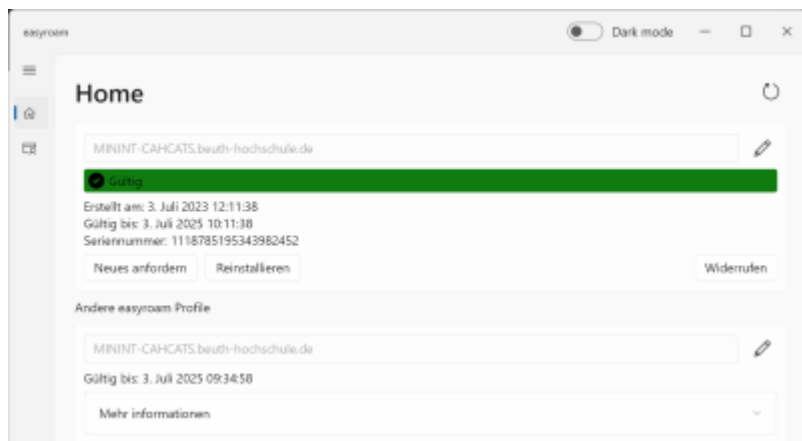 easyroam
Dark mode
Home
MININT-CAHCATS.beuth-hochschule.de
Gültig
Erstellt am: 3. Juli 2023 12:11:38
Gültig bis: 3. Juli 2025 10:11:38
Seriennummer: 1118785195343982452
Neues anfordern Reinstallieren Widerrufen
Andere easyroam Profile
MININT-CAHCATS.beuth-hochschule.de
Gültig bis: 3. Juli 2025 09:34:58
Mehr informationen